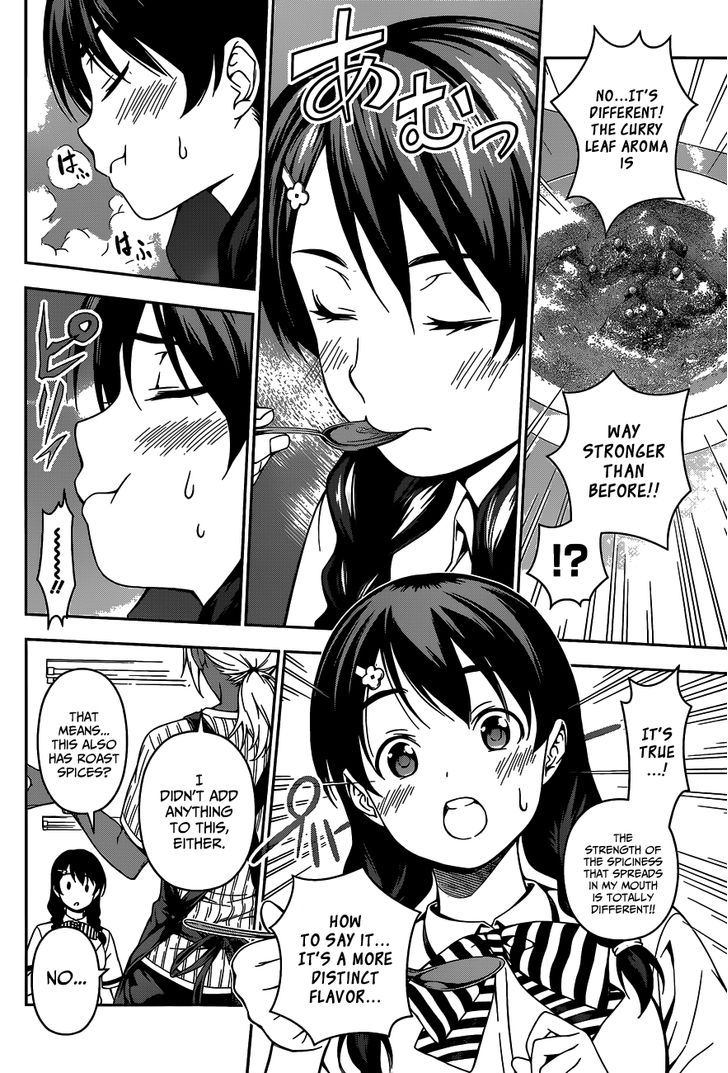 NO...IT'S
DIFFERENT!
THE CURRY
LEAF AROMA
IS
WAY
STRONGER
THAN
BEFORE!!
!?
あむっ
はふ
はふ
ピリッ
!!
IT'S
TRUE
...!
THE
STRENGTH
OF THE
SPICINESS
THAT SPREADS
IN MY MOUTH
IS TOTALLY
DIFFERENT!!
HOW
TO SAY IT...
IT'S A MORE
DISTINCT
FLAVOR...
THAT
MEANS...
THIS ALSO
HAS ROAST
SPICES?
I
DIDN'T ADD
ANYTHING
TO THIS,
EITHER.
NO...